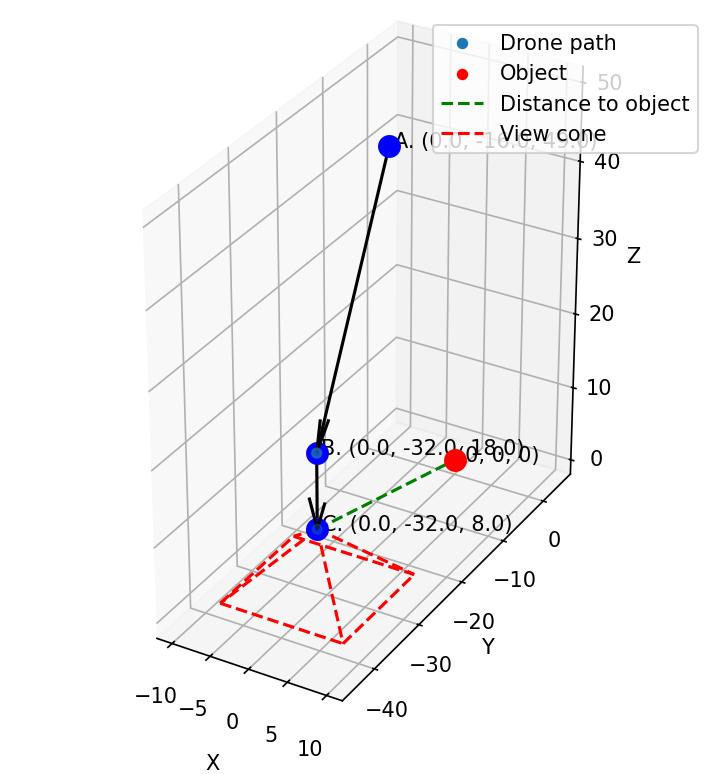 Drone path
Object
Distance to object
View cone
A. (0.0, -16.0, 49.0)
50
40
30
20
10
0
Z
B. (0.0, -32.0, 18.0)
(0, 0, 0)
C. (0.0, -32.0, 8.0)
0
−10
−20
−30
−40
Y
−10
−5
0
5
10
X